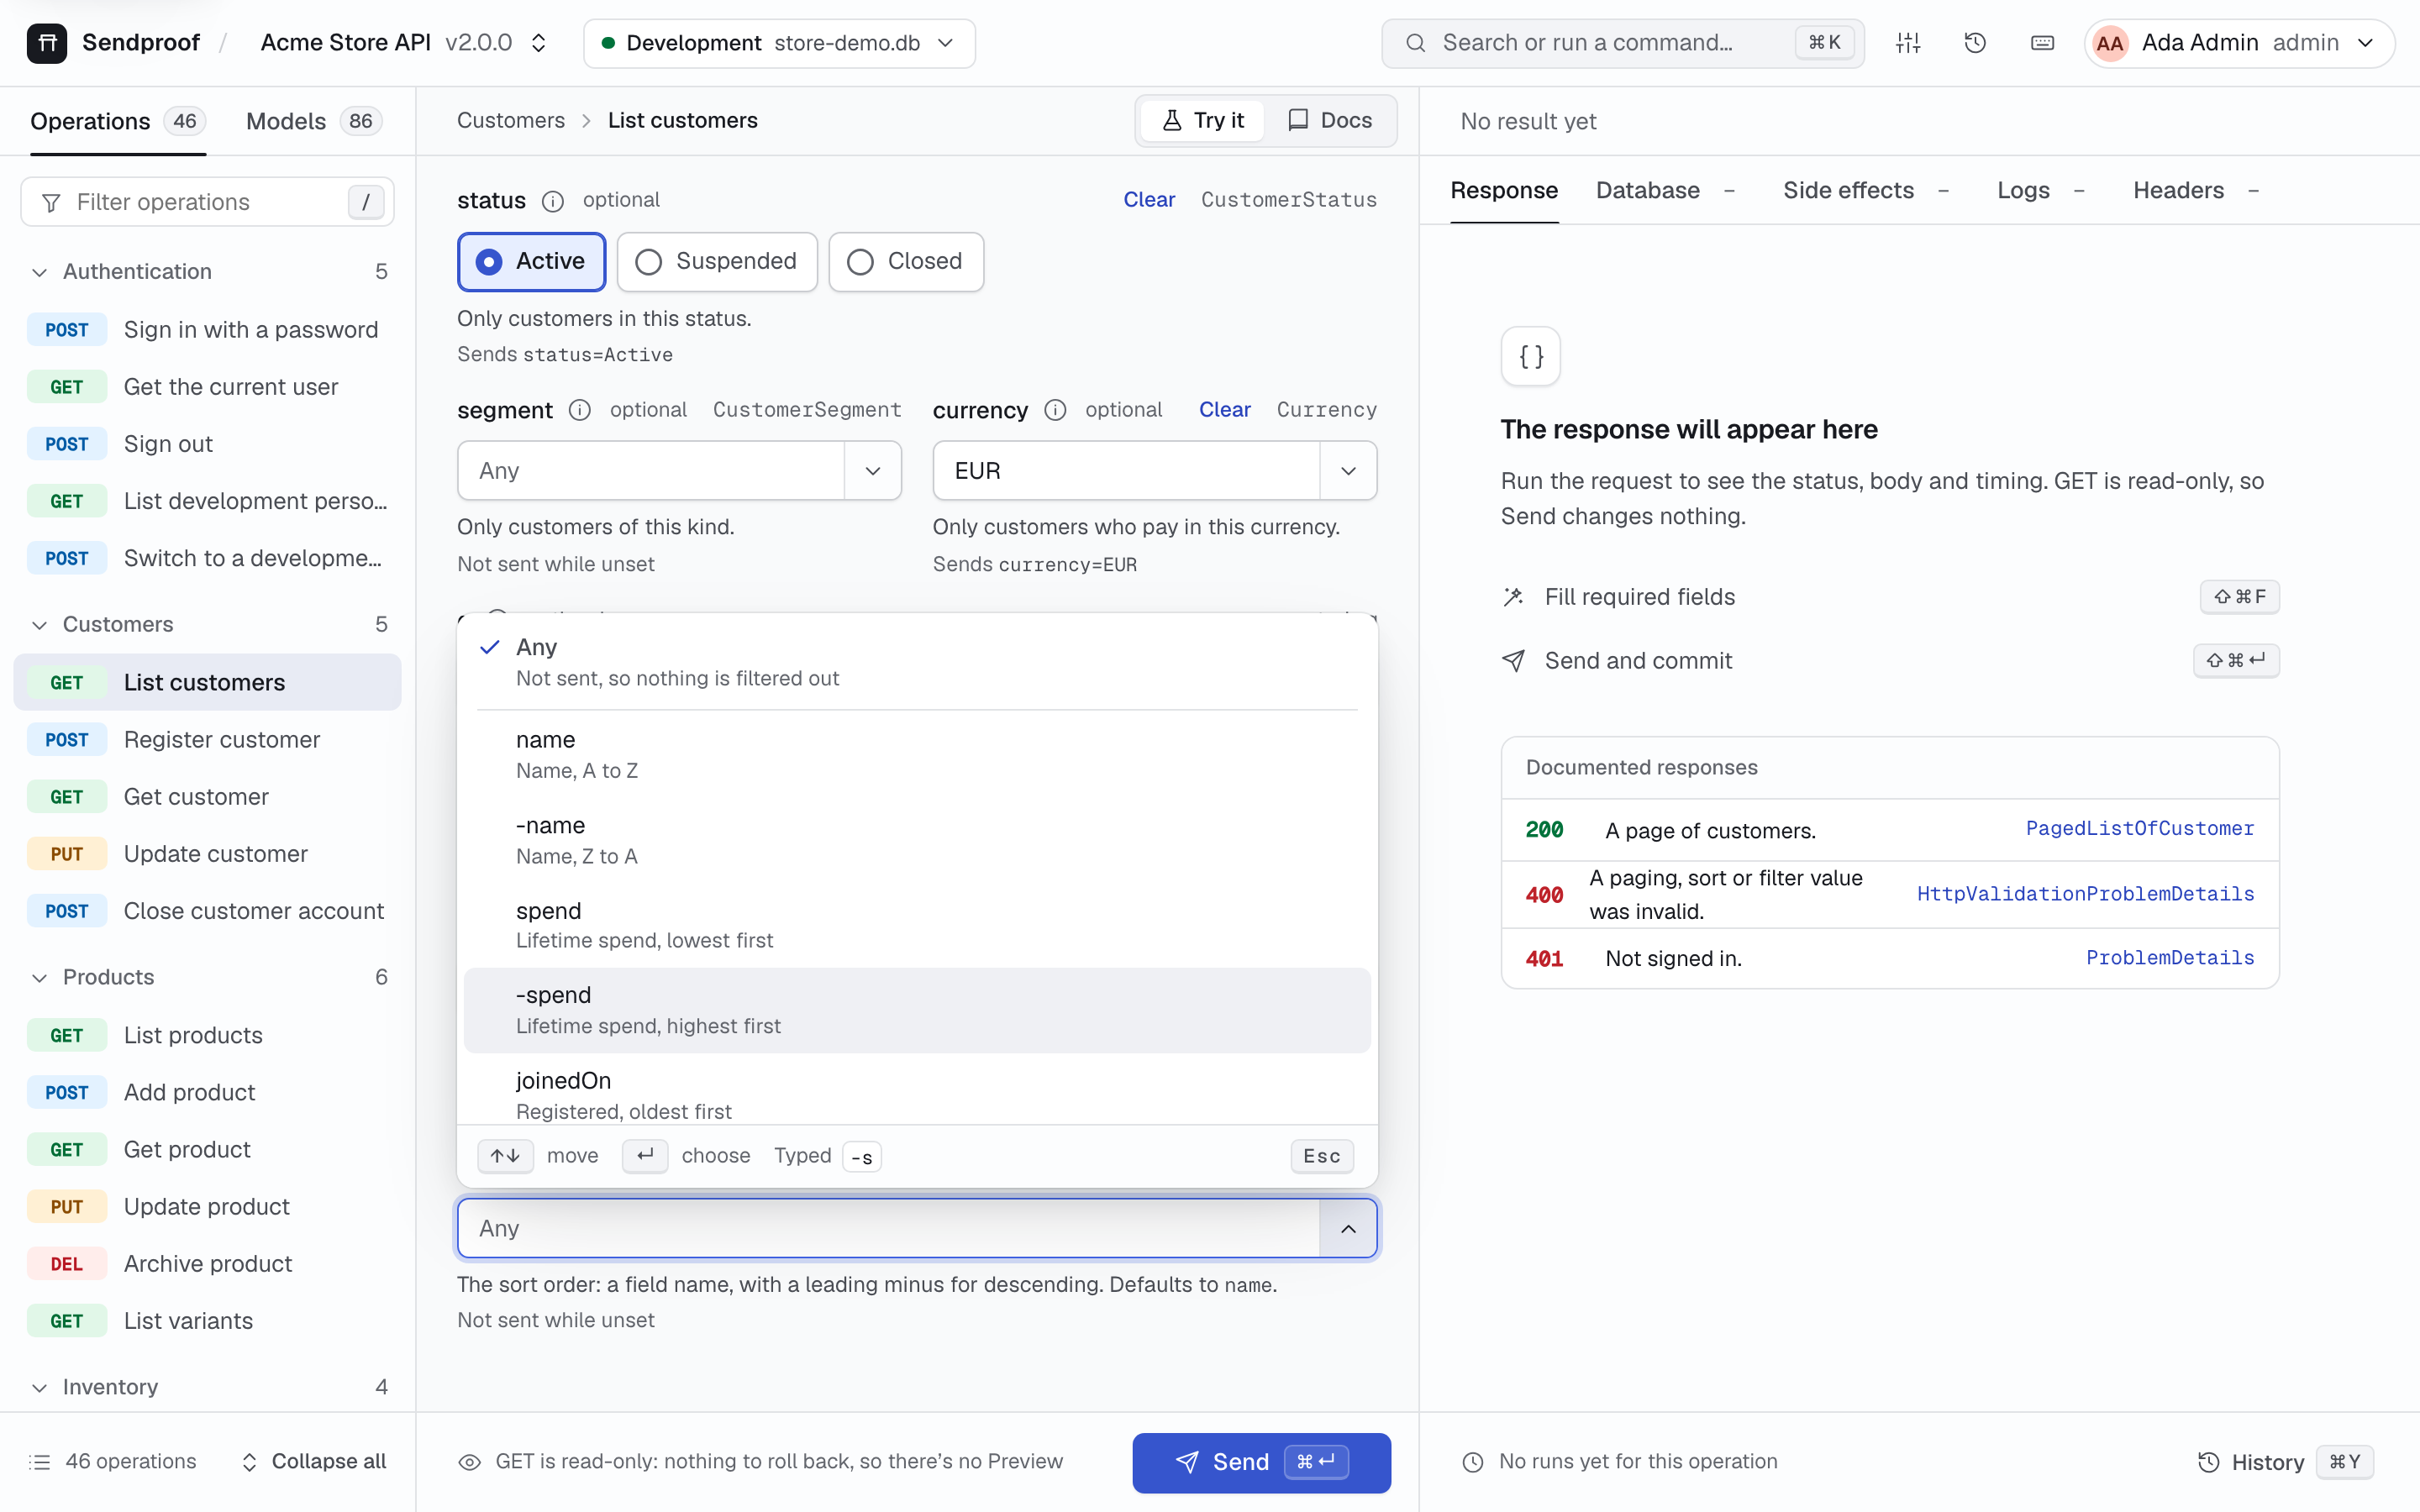 Sendproof / Acme Store API v2.0.0
Development store-demo.db
Search or run a command… ⌘K
AA Ada Admin admin
Operations 46 Models 86
Filter operations /
Authentication 5
POST Sign in with a password
GET Get the current user
POST Sign out
GET List development perso…
POST Switch to a developme…
Customers 5
GET List customers
POST Register customer
GET Get customer
PUT Update customer
POST Close customer account
Products 6
GET List products
POST Add product
GET Get product
PUT Update product
DEL Archive product
GET List variants
Inventory 4
46 operations Collapse all
Customers > List customers
Try it Docs
status optional Clear CustomerStatus
Active Suspended Closed
Only customers in this status.
Sends status=Active
segment optional CustomerSegment
Any
Only customers of this kind.
Not sent while unset
currency optional Clear Currency
EUR
Only customers who pay in this currency.
Sends currency=EUR
Any
Not sent, so nothing is filtered out
name
Name, A to Z
-name
Name, Z to A
spend
Lifetime spend, lowest first
-spend
Lifetime spend, highest first
joinedOn
Registered, oldest first
↑↓ move ↵ choose Typed -s Esc
Any
The sort order: a field name, with a leading minus for descending. Defaults to name.
Not sent while unset
GET is read-only: nothing to roll back, so there’s no Preview
Send ⌘↵
No result yet
Response Database – Side effects – Logs – Headers –
{}
The response will appear here
Run the request to see the status, body and timing. GET is read-only, so
Send changes nothing.
Fill required fields ⇧⌘F
Send and commit ⇧⌘↵
Documented responses
200 A page of customers. PagedListOfCustomer
400 A paging, sort or filter value
was invalid. HttpValidationProblemDetails
401 Not signed in. ProblemDetails
No runs yet for this operation
History ⌘Y